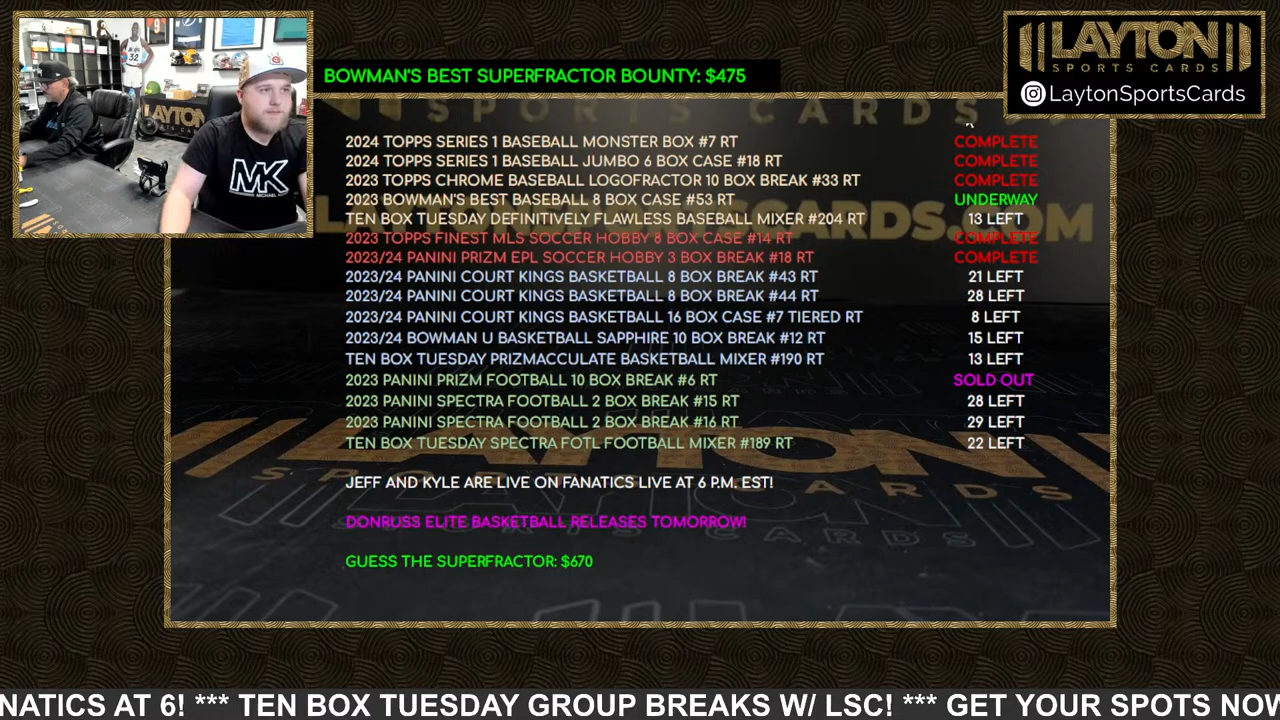 BOWMAN'S BEST SUPERFRACTOR BOUNTY: $475
LAYTON
SPORTS CARDS
LaytonSportsCards
32
LAYTON
MK
SPORTS CARDS
CARDS.COM
2024 TOPPS SERIES 1 BASEBALL MONSTER BOX #7 RT COMPLETE
2024 TOPPS SERIES 1 BASEBALL JUMBO 6 BOX CASE #18 RT COMPLETE
2023 TOPPS CHROME BASEBALL LOGOFRACTOR 10 BOX BREAK #33 RT COMPLETE
2023 BOWMAN'S BEST BASEBALL 8 BOX CASE #53 RT UNDERWAY
TEN BOX TUESDAY DEFINITIVELY FLAWLESS BASEBALL MIXER #204 RT 13 LEFT
2023 TOPPS FINEST MLS SOCCER HOBBY 8 BOX CASE #14 RT COMPLETE
2023/24 PANINI PRIZM EPL SOCCER HOBBY 3 BOX BREAK #18 RT COMPLETE
2023/24 PANINI COURT KINGS BASKETBALL 8 BOX BREAK #43 RT 21 LEFT
2023/24 PANINI COURT KINGS BASKETBALL 8 BOX BREAK #44 RT 28 LEFT
2023/24 PANINI COURT KINGS BASKETBALL 16 BOX CASE #7 TIERED RT 8 LEFT
2023/24 BOWMAN U BASKETBALL SAPPHIRE 10 BOX BREAK #12 RT 15 LEFT
TEN BOX TUESDAY PRIZMACCULATE BASKETBALL MIXER #190 RT 13 LEFT
2023 PANINI PRIZM FOOTBALL 10 BOX BREAK #6 RT SOLD OUT
2023 PANINI SPECTRA FOOTBALL 2 BOX BREAK #15 RT 28 LEFT
2023 PANINI SPECTRA FOOTBALL 2 BOX BREAK #16 RT 29 LEFT
TEN BOX TUESDAY SPECTRA FOTL FOOTBALL MIXER #189 RT 22 LEFT
LAYTON
SPORTS CARDS
JEFF AND KYLE ARE LIVE ON FANATICS LIVE AT 6 P.M. EST!
DONRUSS ELITE BASKETBALL RELEASES TOMORROW!
GUESS THE SUPERFRACTOR: $670
NATICS AT 6! *** TEN BOX TUESDAY GROUP BREAKS W/ LSC! *** GET YOUR SPOTS NOW